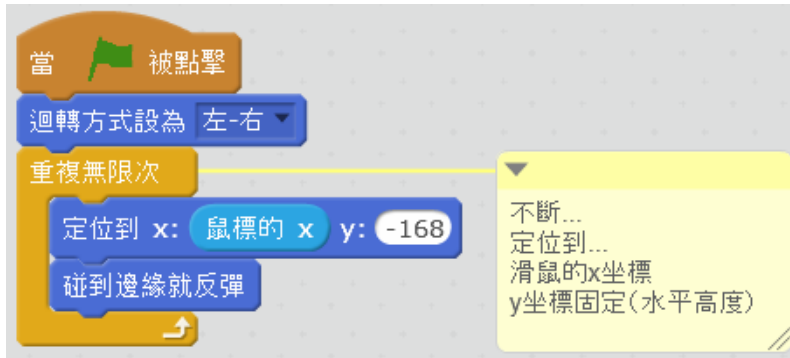 當 被點擊
迴轉方式設為 左-右
重複無限次
定位到 x: 鼠標的 x y: -168
碰到邊緣就反彈
不斷...
定位到...
滑鼠的x坐標
y坐標固定(水平高度)